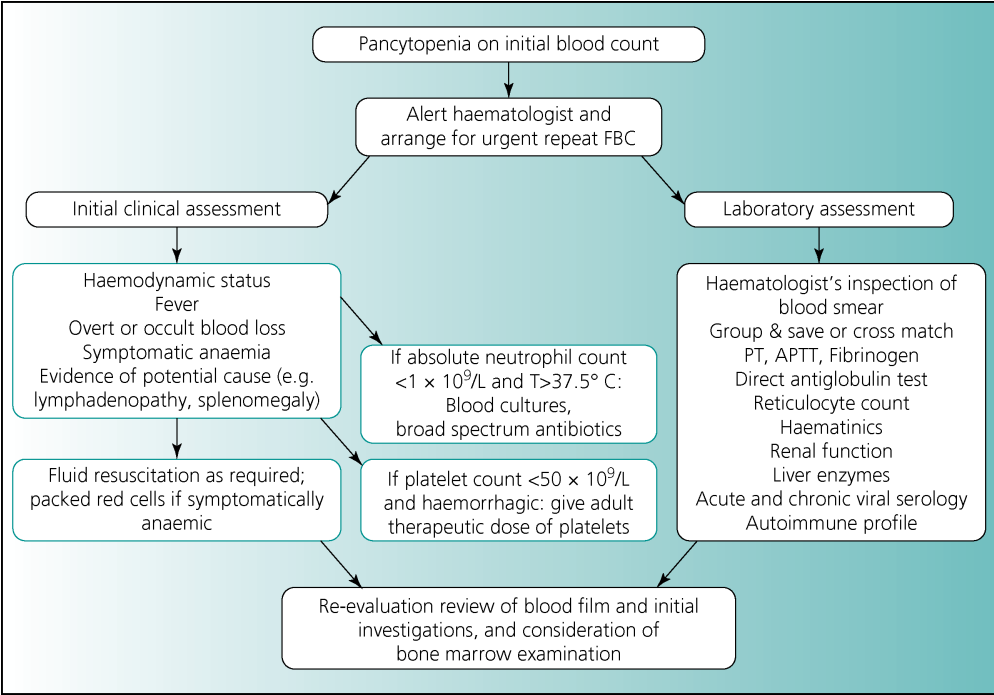 Pancytopenia on initial blood count
Alert haematologist and
arrange for urgent repeat FBC
Initial clinical assessment
Laboratory assessment
Haemodynamic status
Fever
Overt or occult blood loss
Symptomatic anaemia
Evidence of potential cause (e.g.
lymphadenopathy, splenomegaly)
If absolute neutrophil count
<1 × 10⁹/L and T>37.5° C:
Blood cultures,
broad spectrum antibiotics
Fluid resuscitation as required;
packed red cells if symptomatically
anaemic
If platelet count <50 × 10⁹/L
and haemorrhagic: give adult
therapeutic dose of platelets
Haematologist’s inspection of
blood smear
Group & save or cross match
PT, APTT, Fibrinogen
Direct antiglobulin test
Reticulocyte count
Haematinics
Renal function
Liver enzymes
Acute and chronic viral serology
Autoimmune profile
Re-evaluation review of blood film and initial
investigations, and consideration of
bone marrow examination